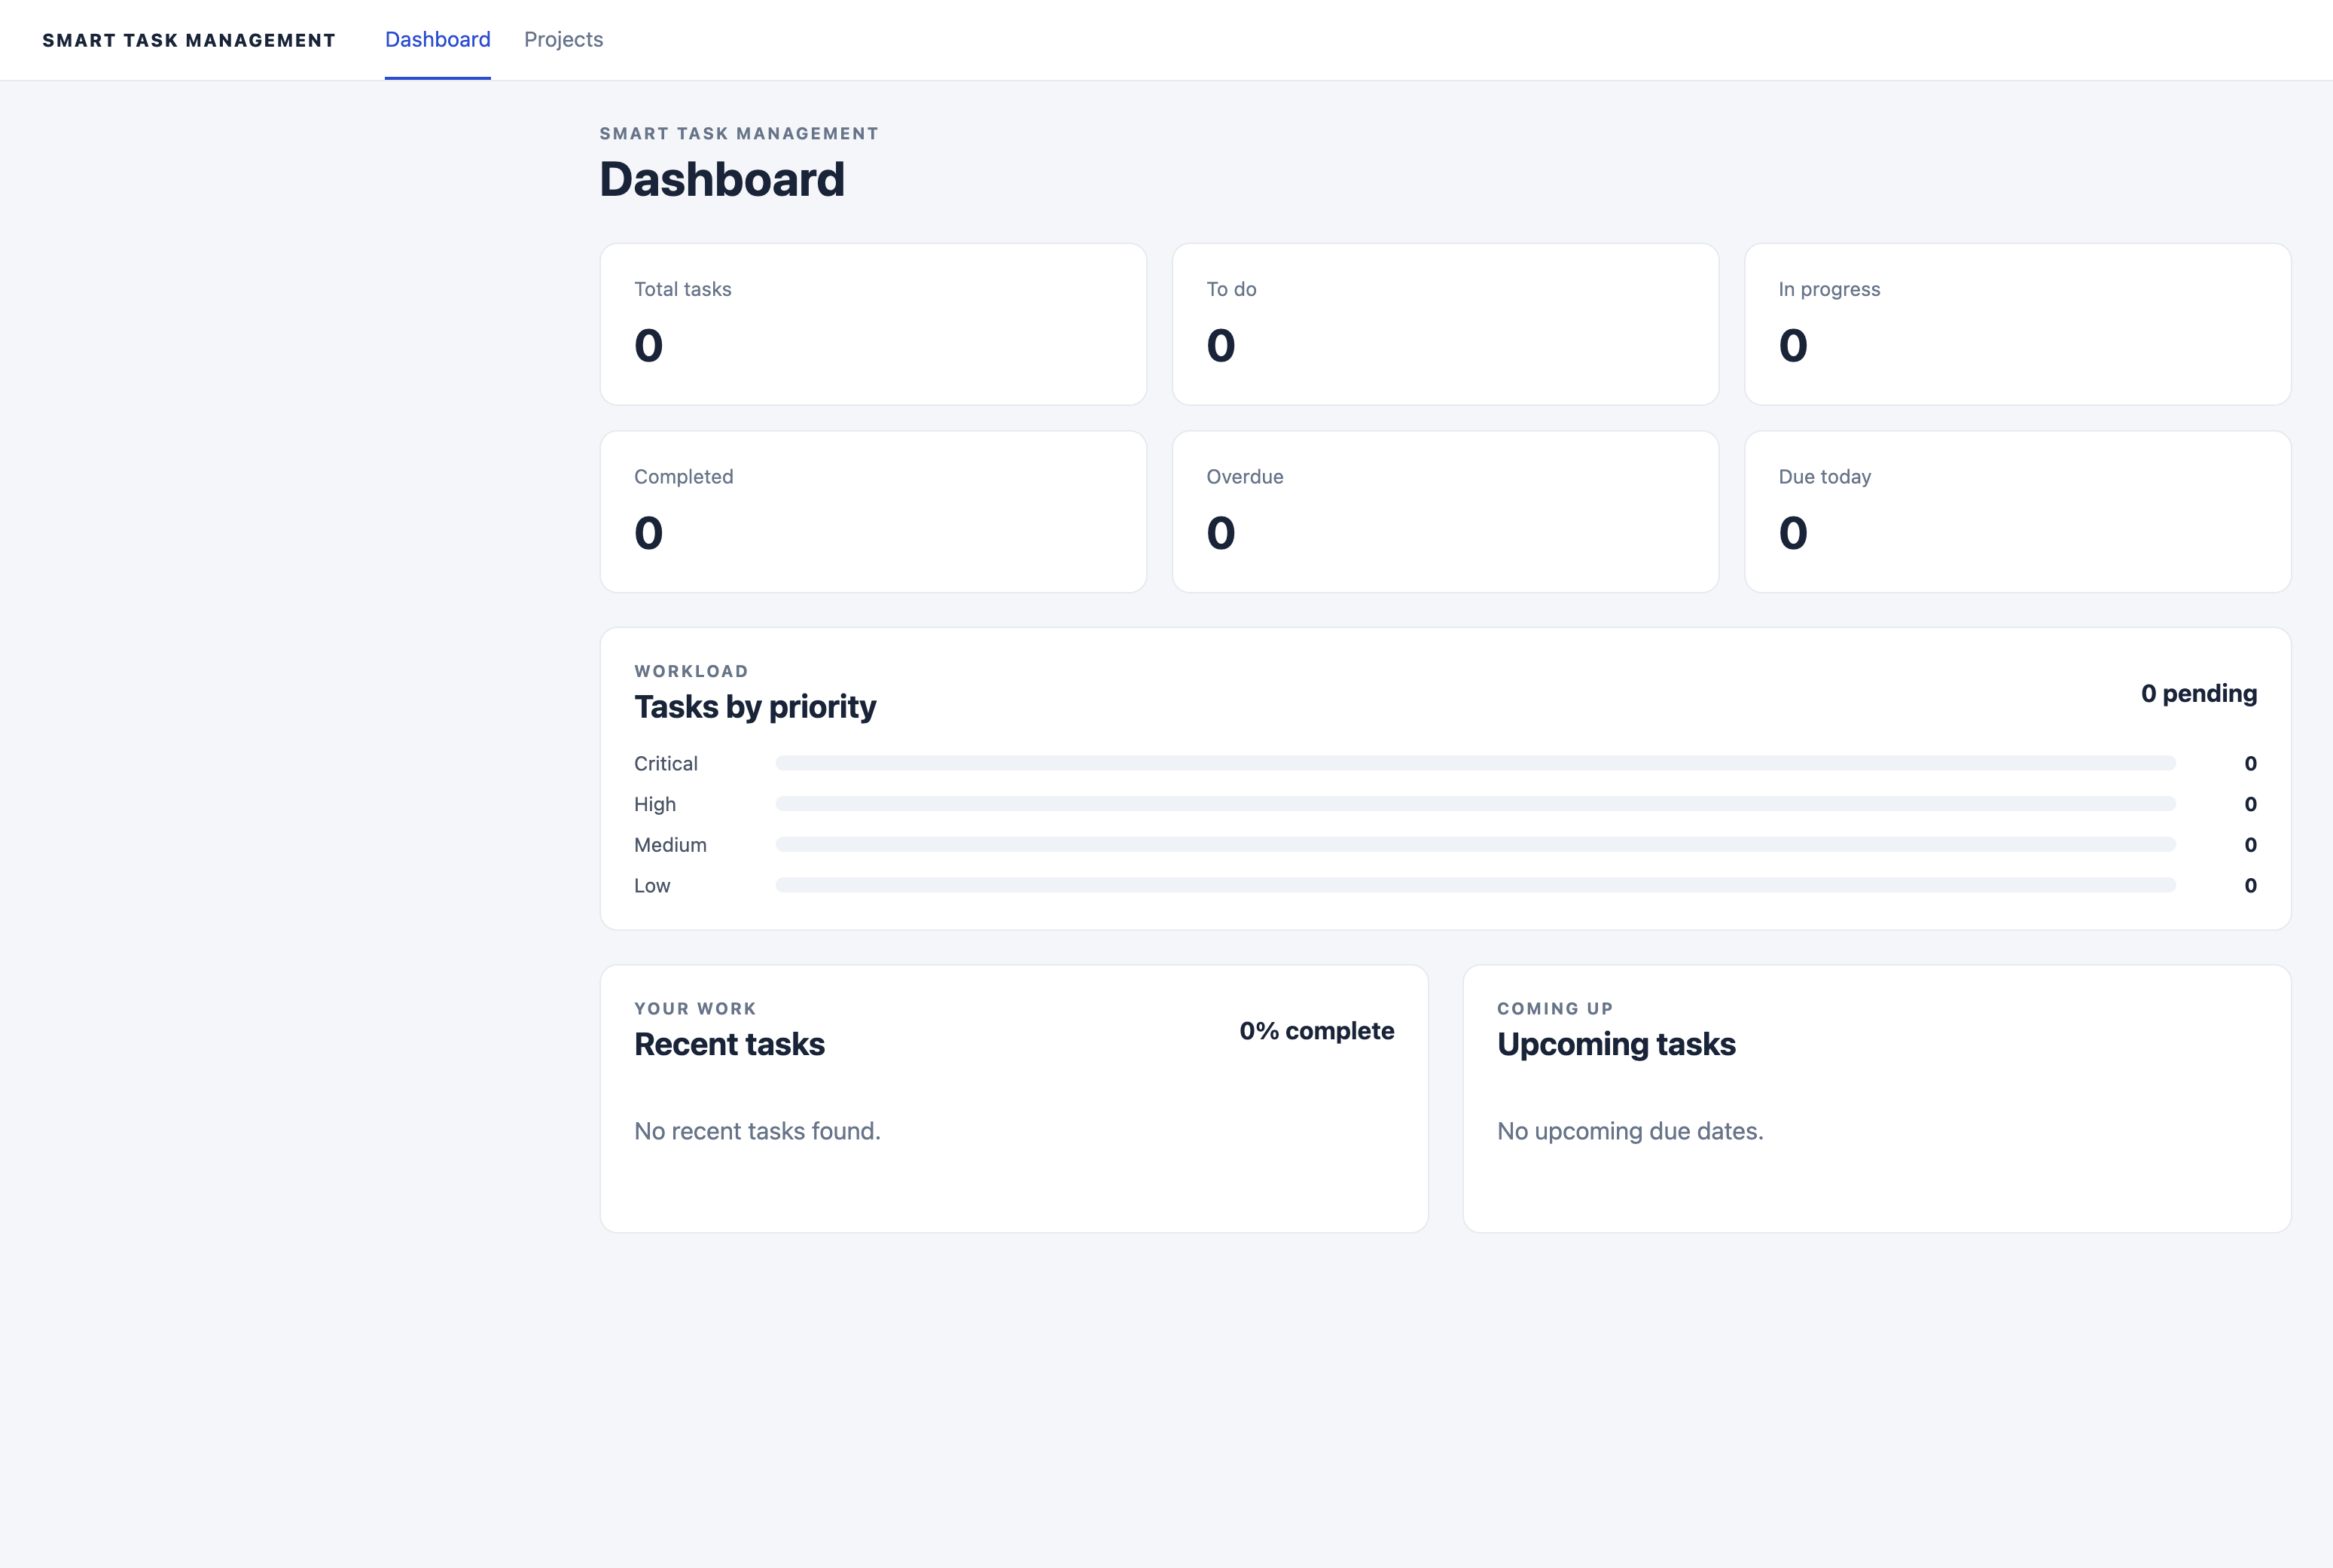 SMART TASK MANAGEMENT Dashboard Projects
SMART TASK MANAGEMENT
Dashboard
Total tasks
0
To do
0
In progress
0
Completed
0
Overdue
0
Due today
0
WORKLOAD
Tasks by priority
0 pending
Critical 0
High 0
Medium 0
Low 0
YOUR WORK
Recent tasks
0% complete
No recent tasks found.
COMING UP
Upcoming tasks
No upcoming due dates.